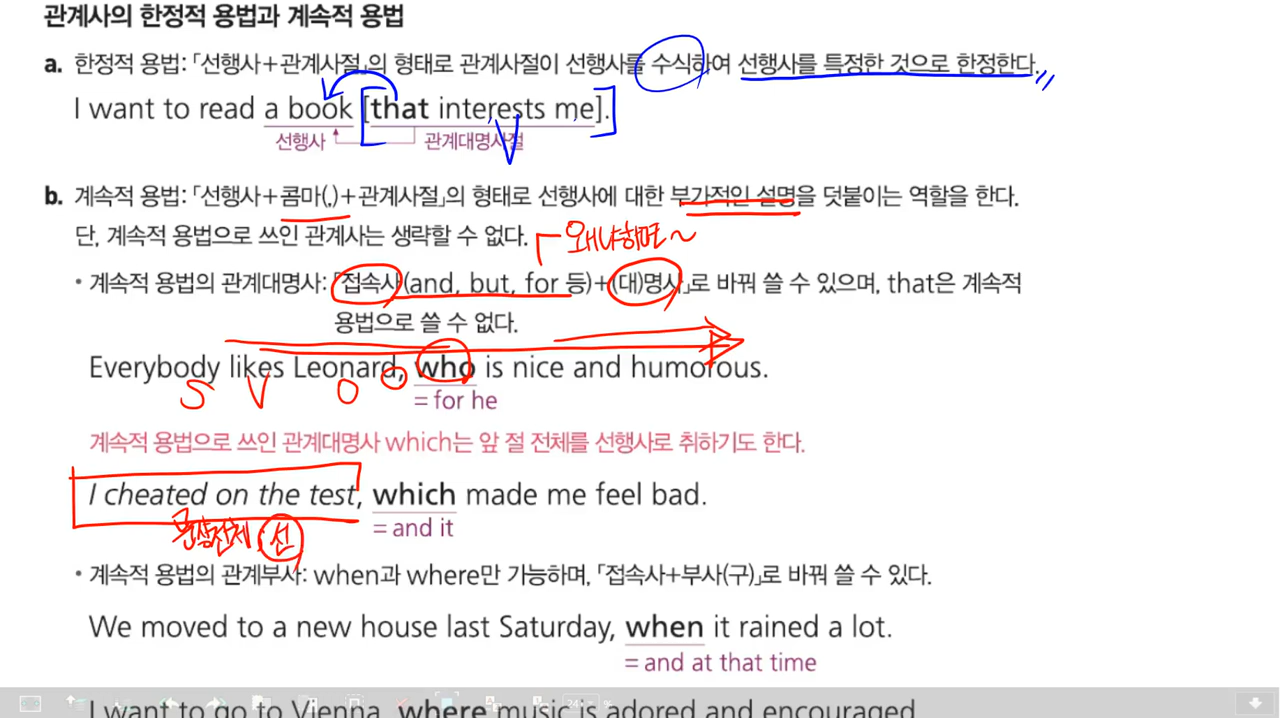 관계사의 한정적 용법과 계속적 용법
a. 한정적 용법: 「선행사+관계사절」의 형태로 관계사절이 선행사를 수식하여 선행사를 특정한 것으로 한정한다.
I want to read a book [that interests me].
선행사 관계대명사절
b. 계속적 용법: 「선행사+콤마(,)+관계사절」의 형태로 선행사에 대한 부가적인 설명을 덧붙이는 역할을 한다.
단, 계속적 용법으로 쓰인 관계사는 생략할 수 없다.
왜냐하면~
• 계속적 용법의 관계대명사: 「접속사(and, but, for 등)+(대)명사」로 바꿔 쓸 수 있으며, that은 계속적
용법으로 쓸 수 없다.
Everybody likes Leonard, who is nice and humorous.
S V O
= for he
계속적 용법으로 쓰인 관계대명사 which는 앞 절 전체를 선행사로 취하기도 한다.
I cheated on the test, which made me feel bad.
문장전체 선
= and it
• 계속적 용법의 관계부사: when과 where만 가능하며, 「접속사+부사(구)」로 바꿔 쓸 수 있다.
We moved to a new house last Saturday, when it rained a lot.
= and at that time
I want to go to Vienna, where music is adored and encouraged